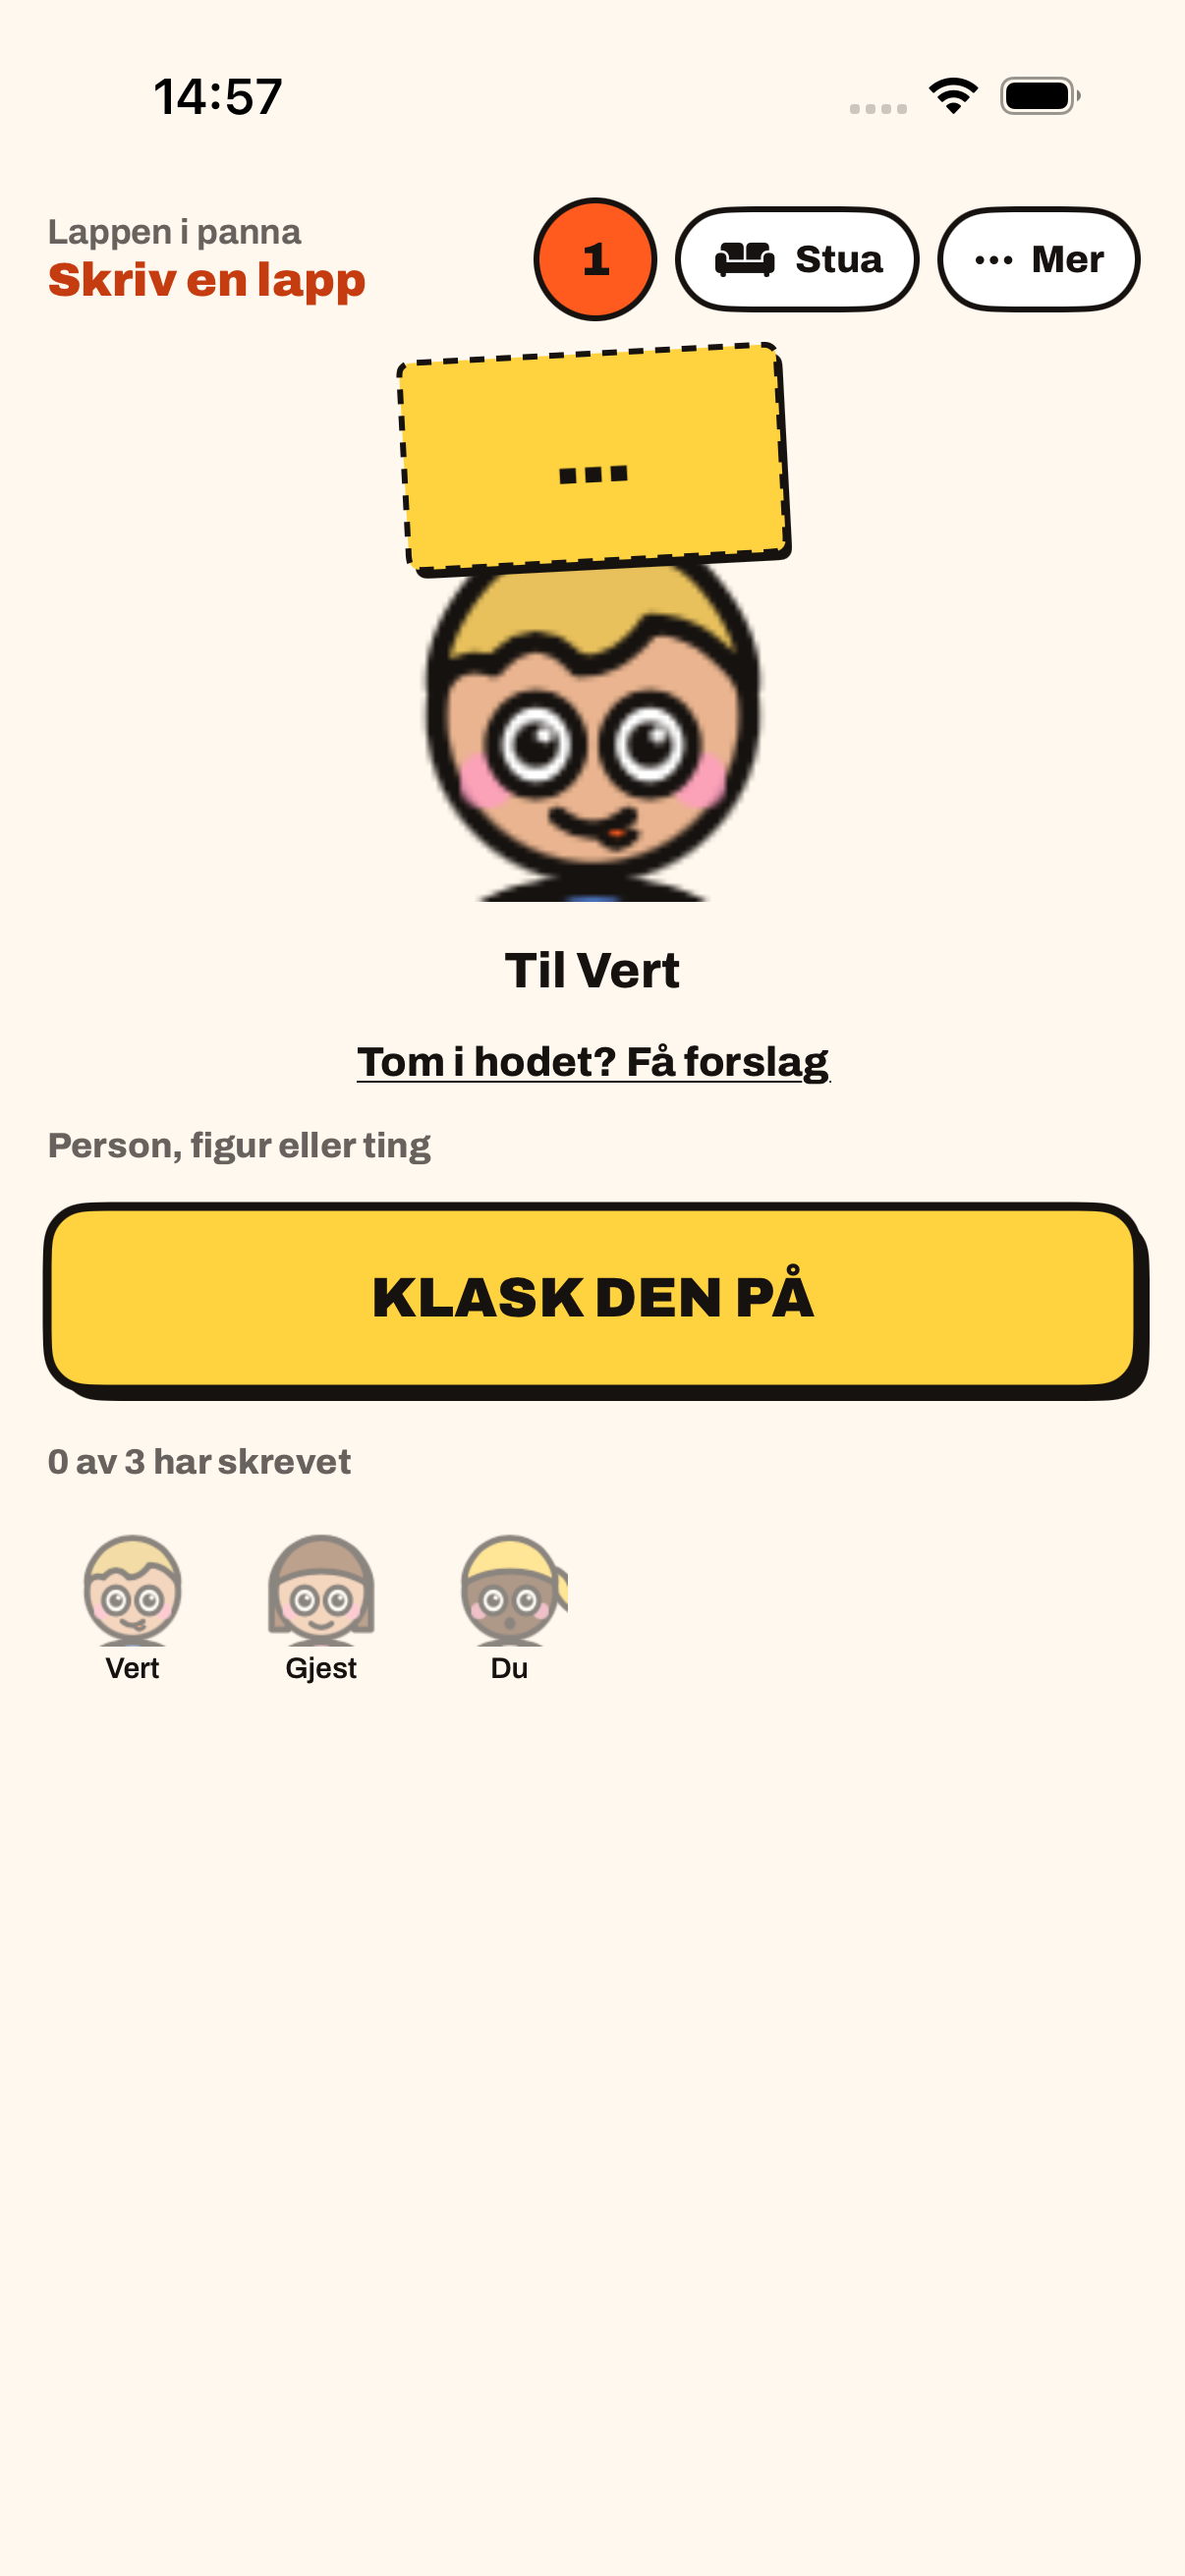 14:57
Lappen i panna
Skriv en lapp
1
Stua
··· Mer
...
Til Vert
Tom i hodet? Få forslag
Person, figur eller ting
KLASK DEN PÅ
0 av 3 har skrevet
Vert
Gjest
Du